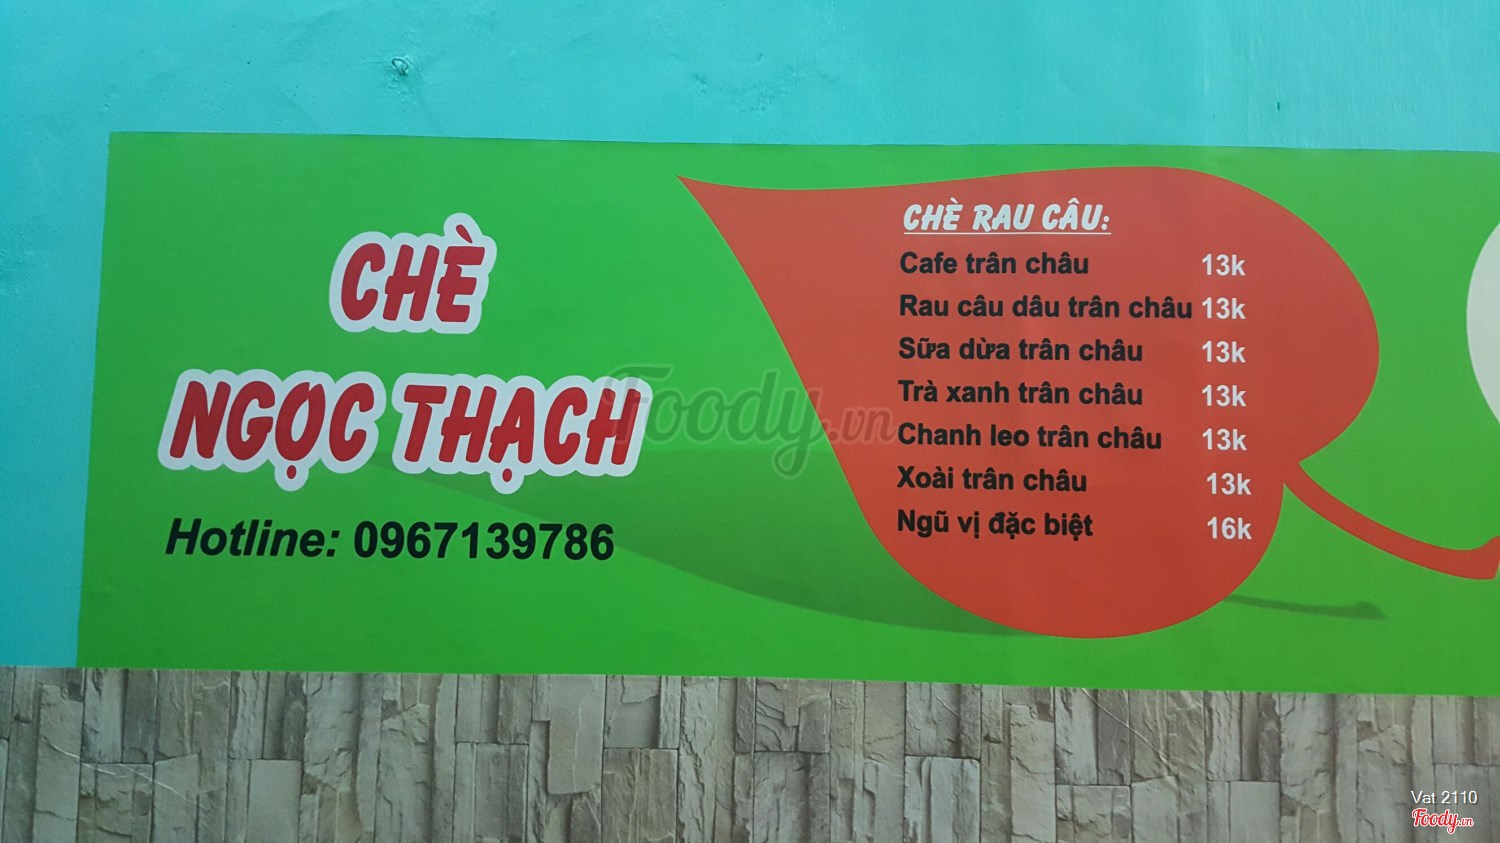 CHÈ
NGỌC THẠCH
Hotline: 0967139786
CHÈ RAU CÂU:
Cafe trân châu 13k
Rau câu dâu trân châu 13k
Sữa dừa trân châu 13k
Trà xanh trân châu 13k
Chanh leo trân châu 13k
Xoài trân châu 13k
Ngũ vị đặc biệt 16k
Foody.vn
Vat 2110
Foody.vn